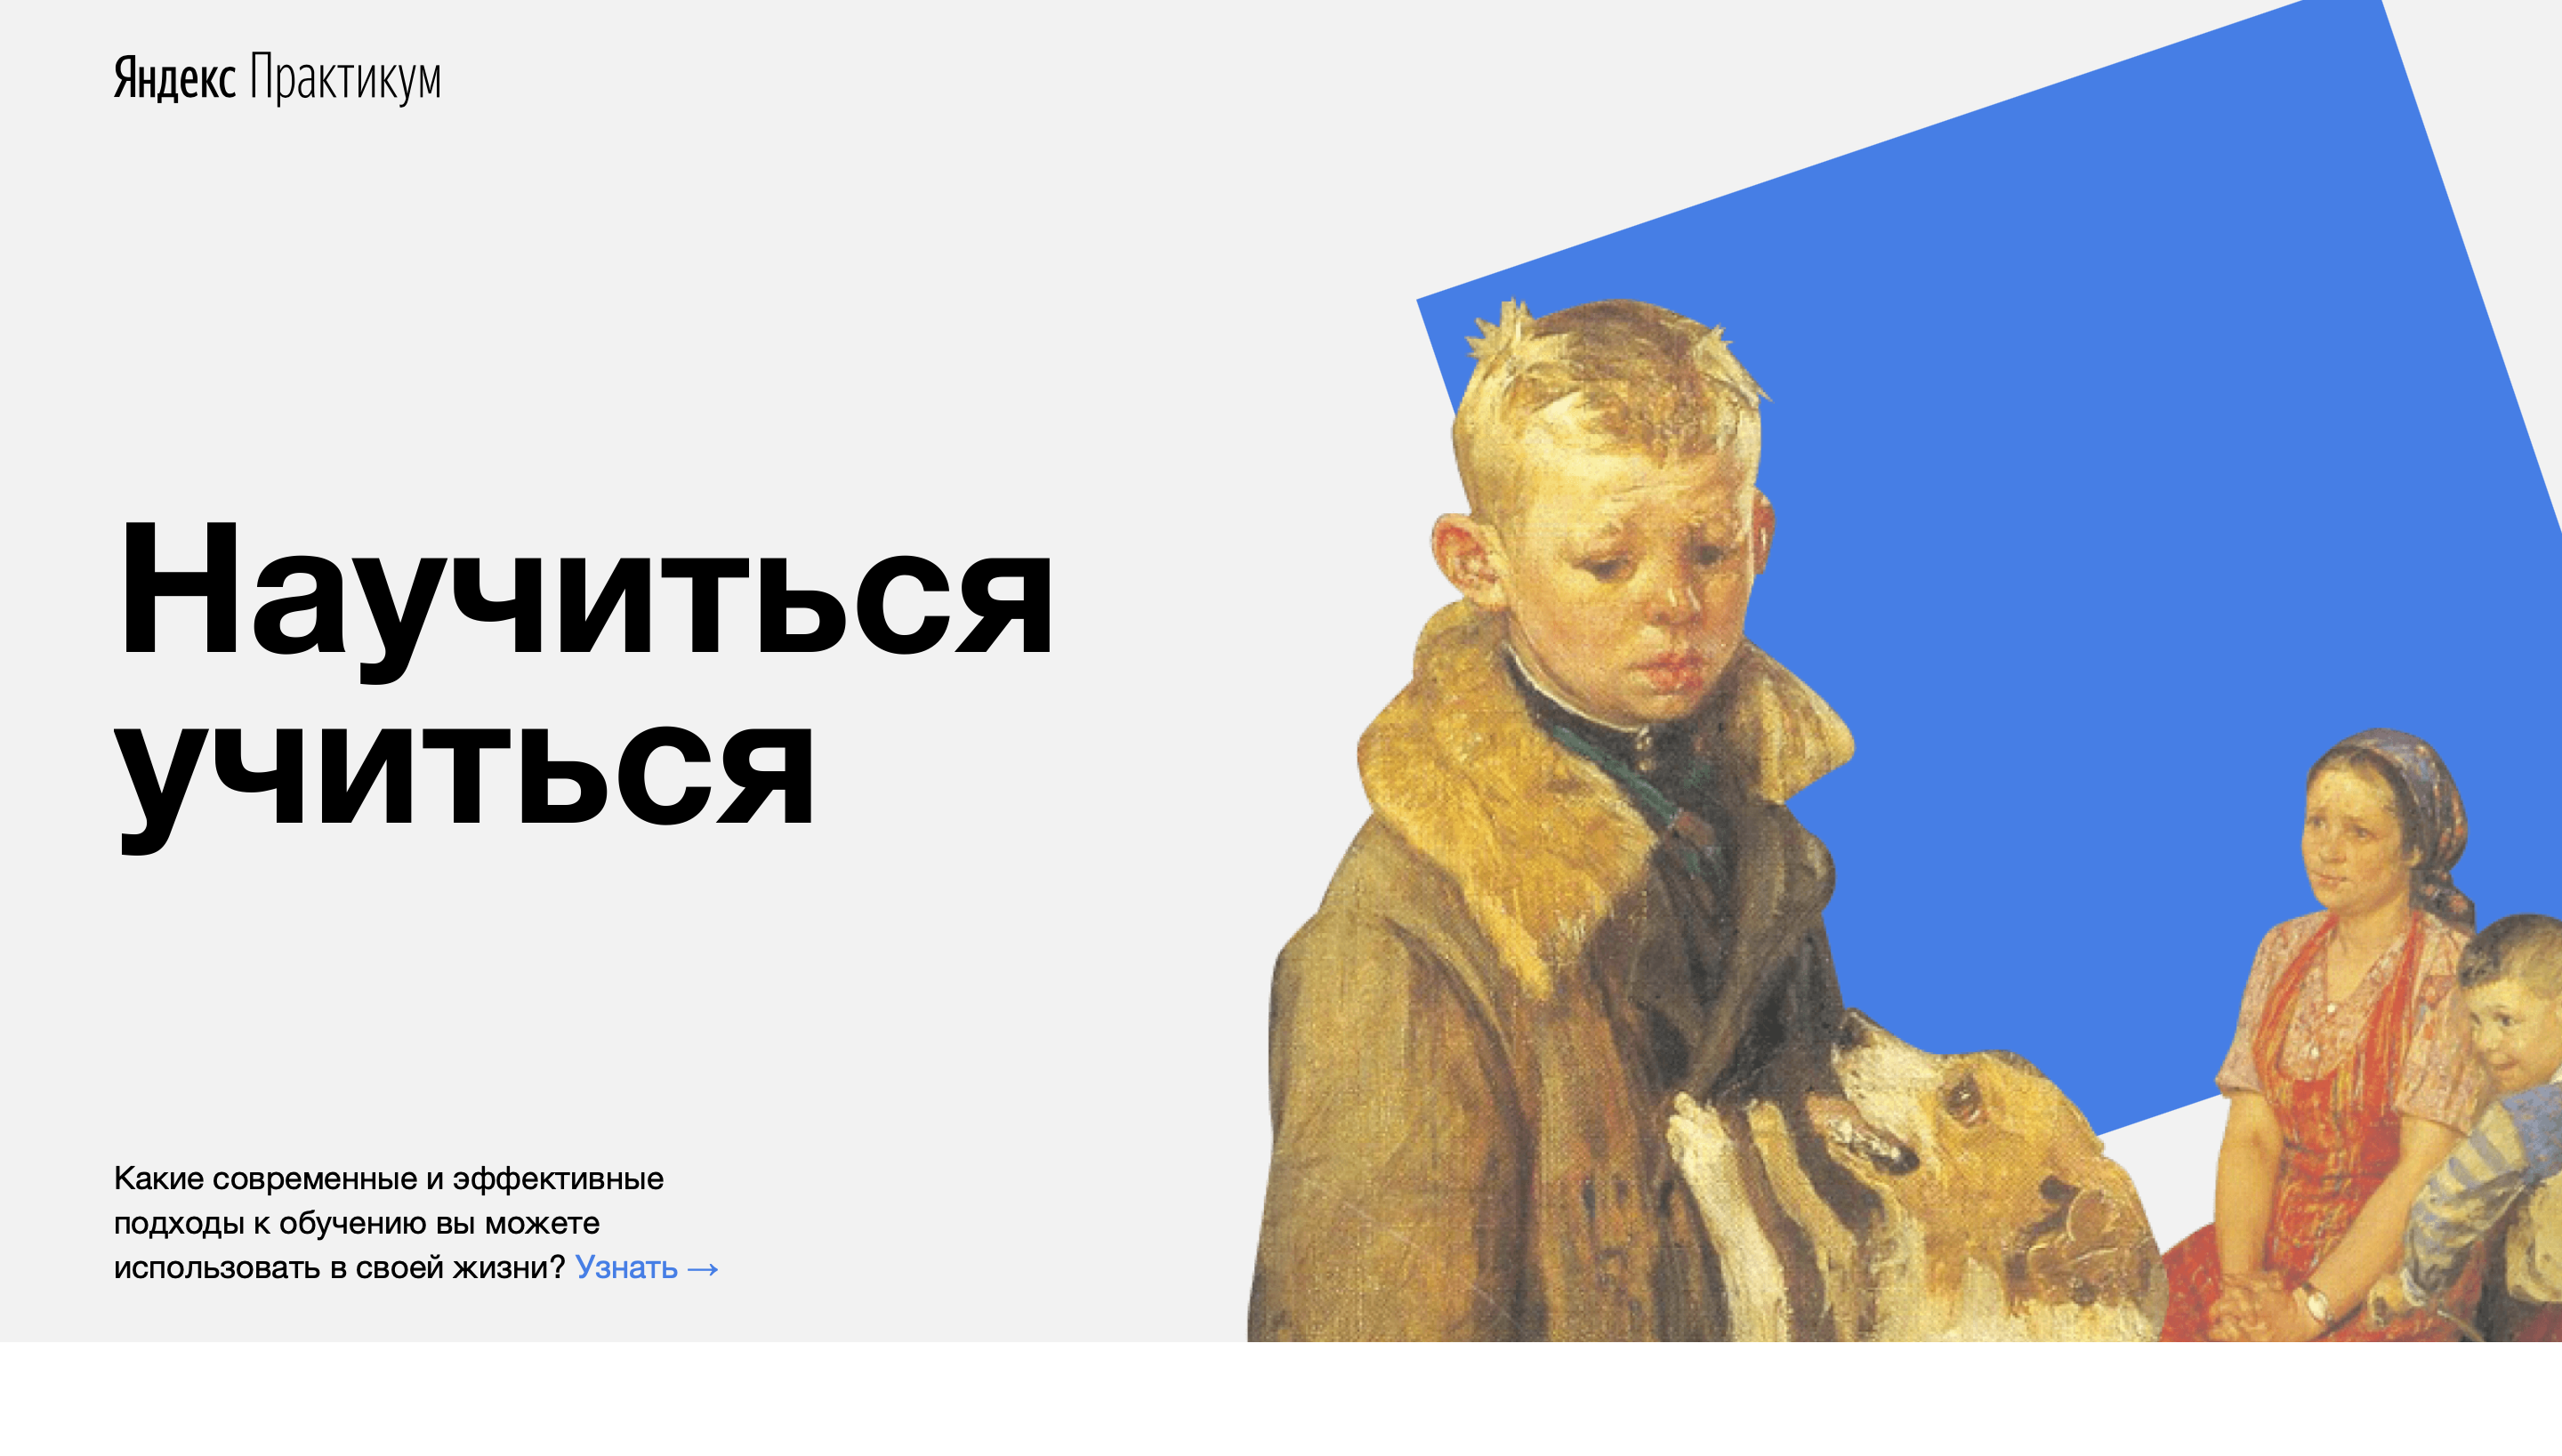 Яндекс Практикум
Научиться
учиться
Какие современные и эффективные
подходы к обучению вы можете
использовать в своей жизни? Узнать →